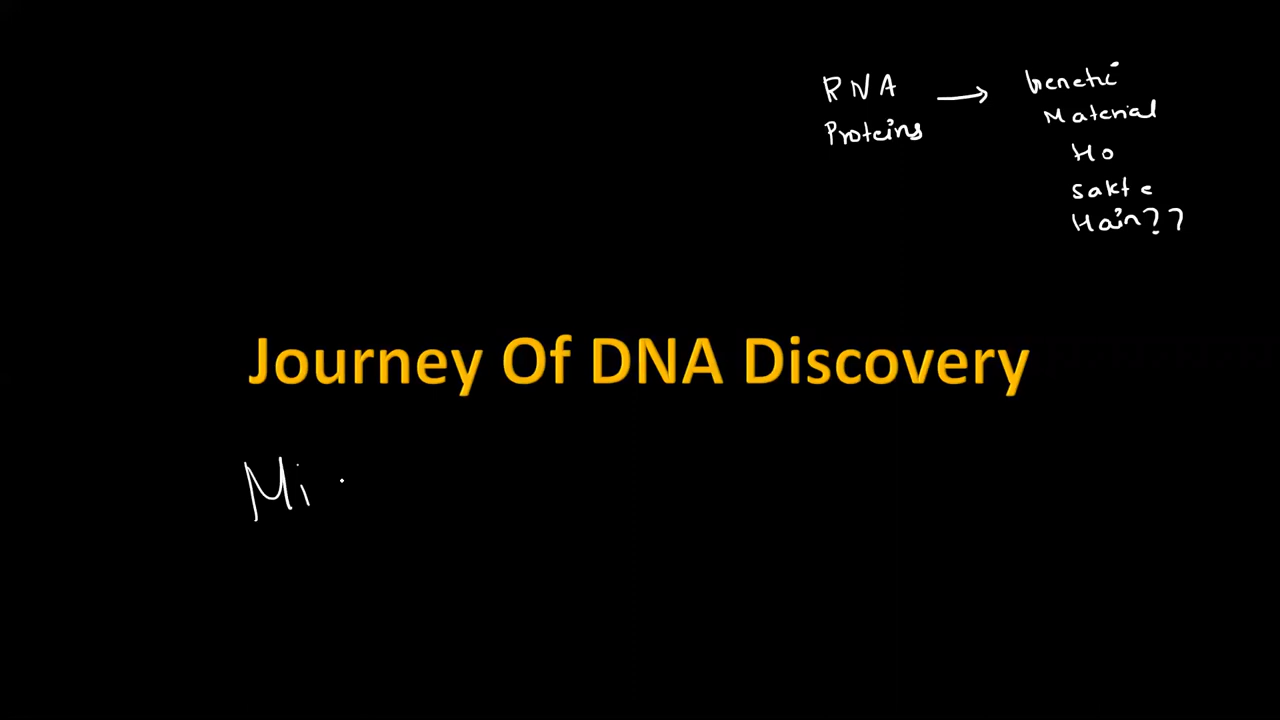 RNA → Genetic
Proteins
Material
Ho
Sakte
Hain??
Journey Of DNA Discovery
Mi